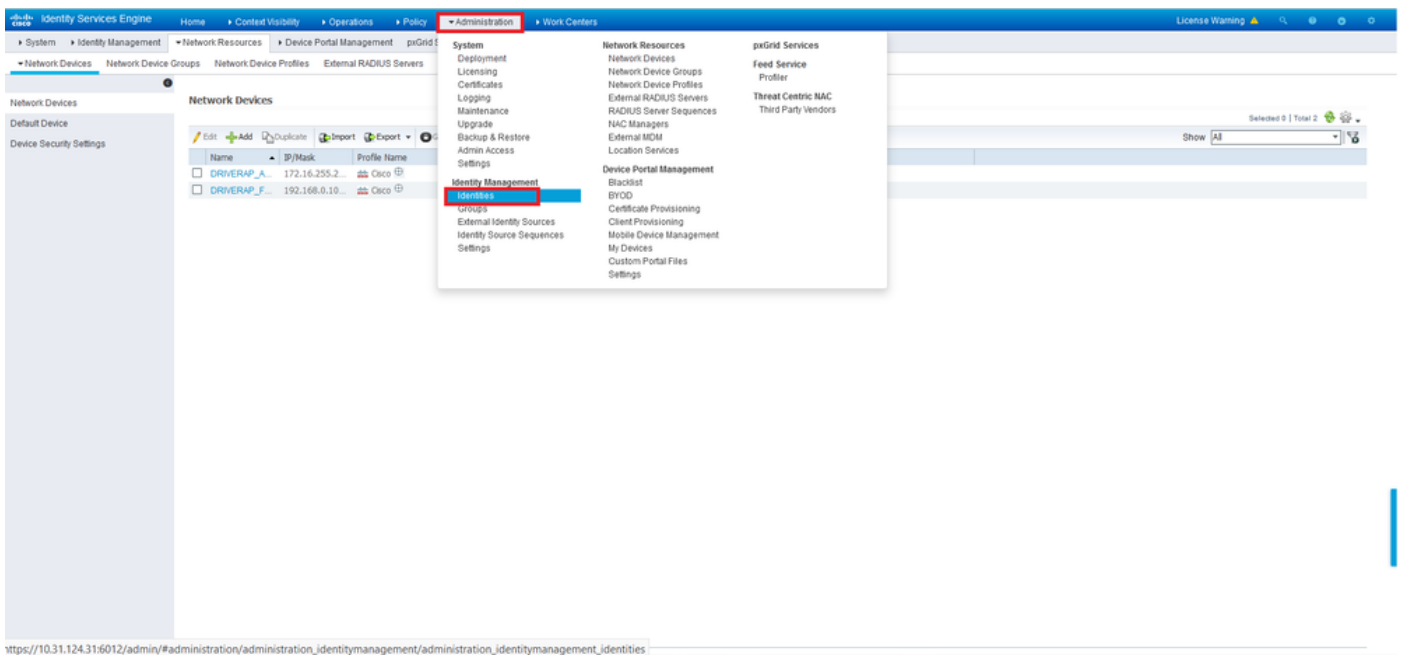 cisco Identity Services Engine Home Context Visibility Operations Policy Administration Work Centers License Warning
System Identity Management Network Resources Device Portal Management pxGrid S
Network Devices Network Device Groups Network Device Profiles External RADIUS Servers
Network Devices
Default Device
Device Security Settings
Network Devices
Selected 0 | Total 2
Edit Add Duplicate Import Export G
Show All
Name IP/Mask Profile Name
DRIVERAP_A... 172.16.255.2... Cisco
DRIVERAP_F... 192.168.0.10... Cisco
System
Deployment
Licensing
Certificates
Logging
Maintenance
Upgrade
Backup & Restore
Admin Access
Settings
Identity Management
Identities
Groups
External Identity Sources
Identity Source Sequences
Settings
Network Resources
Network Devices
Network Device Groups
Network Device Profiles
External RADIUS Servers
RADIUS Server Sequences
NAC Managers
External MDM
Location Services
Device Portal Management
Blacklist
BYOD
Certificate Provisioning
Client Provisioning
Mobile Device Management
My Devices
Custom Portal Files
Settings
pxGrid Services
Feed Service
Profiler
Threat Centric NAC
Third Party Vendors
https://10.31.124.31:6012/admin/#administration/administration_identitymanagement/administration_identitymanagement_identities